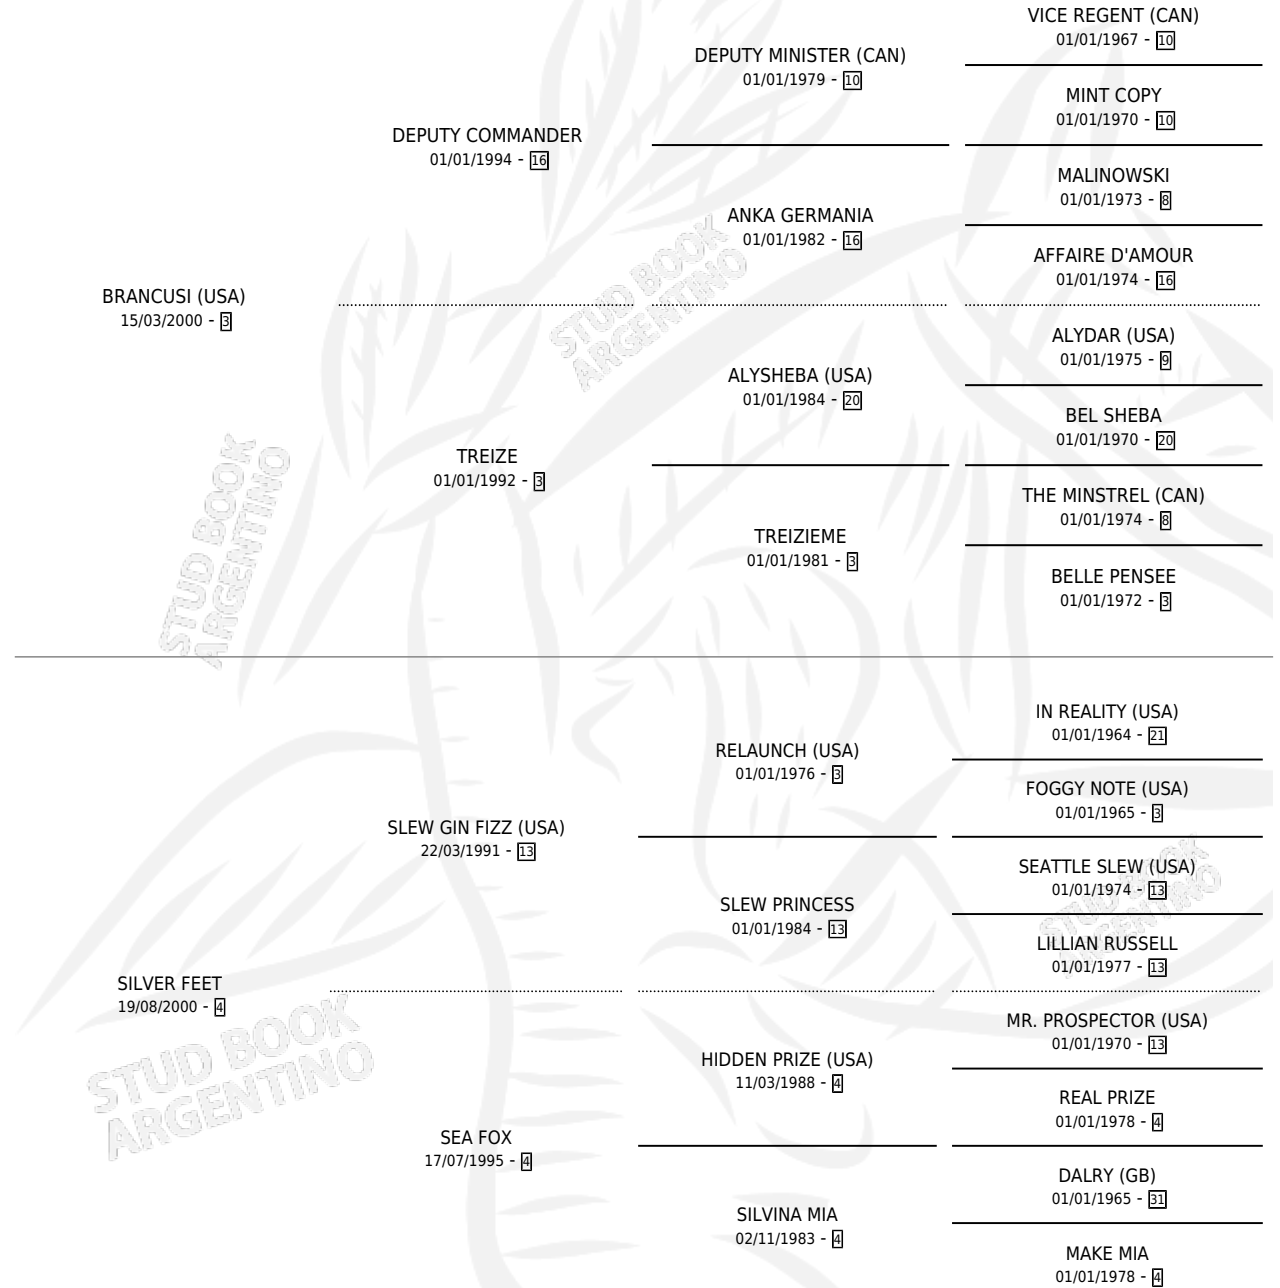 VICE REGENT (CAN)
01/01/1967 - 10
DEPUTY MINISTER (CAN)
01/01/1979 - 10
MINT COPY
01/01/1970 - 10
DEPUTY COMMANDER
01/01/1994 - 16
MALINOWSKI
01/01/1973 - 8
ANKA GERMANIA
01/01/1982 - 16
AFFAIRE D'AMOUR
01/01/1974 - 16
BRANCUSI (USA)
15/03/2000 - 3
ALYDAR (USA)
01/01/1975 - 9
ALYSHEBA (USA)
01/01/1984 - 20
BEL SHEBA
01/01/1970 - 20
TREIZE
01/01/1992 - 3
THE MINSTREL (CAN)
01/01/1974 - 8
TREIZIEME
01/01/1981 - 3
BELLE PENSEE
01/01/1972 - 3
IN REALITY (USA)
01/01/1964 - 21
RELAUNCH (USA)
01/01/1976 - 3
FOGGY NOTE (USA)
01/01/1965 - 3
SLEW GIN FIZZ (USA)
22/03/1991 - 13
SEATTLE SLEW (USA)
01/01/1974 - 13
SLEW PRINCESS
01/01/1984 - 13
LILLIAN RUSSELL
01/01/1977 - 13
SILVER FEET
19/08/2000 - 4
MR. PROSPECTOR (USA)
01/01/1970 - 13
HIDDEN PRIZE (USA)
11/03/1988 - 4
REAL PRIZE
01/01/1978 - 4
SEA FOX
17/07/1995 - 4
DALRY (GB)
01/01/1965 - 31
SILVINA MIA
02/11/1983 - 4
MAKE MIA
01/01/1978 - 4
STUD BOOK
ARGENTINO
STUD BOOK
ARGENTINO
STUD BOOK
ARGENTINO
STUD BOOK
ARGENTINO